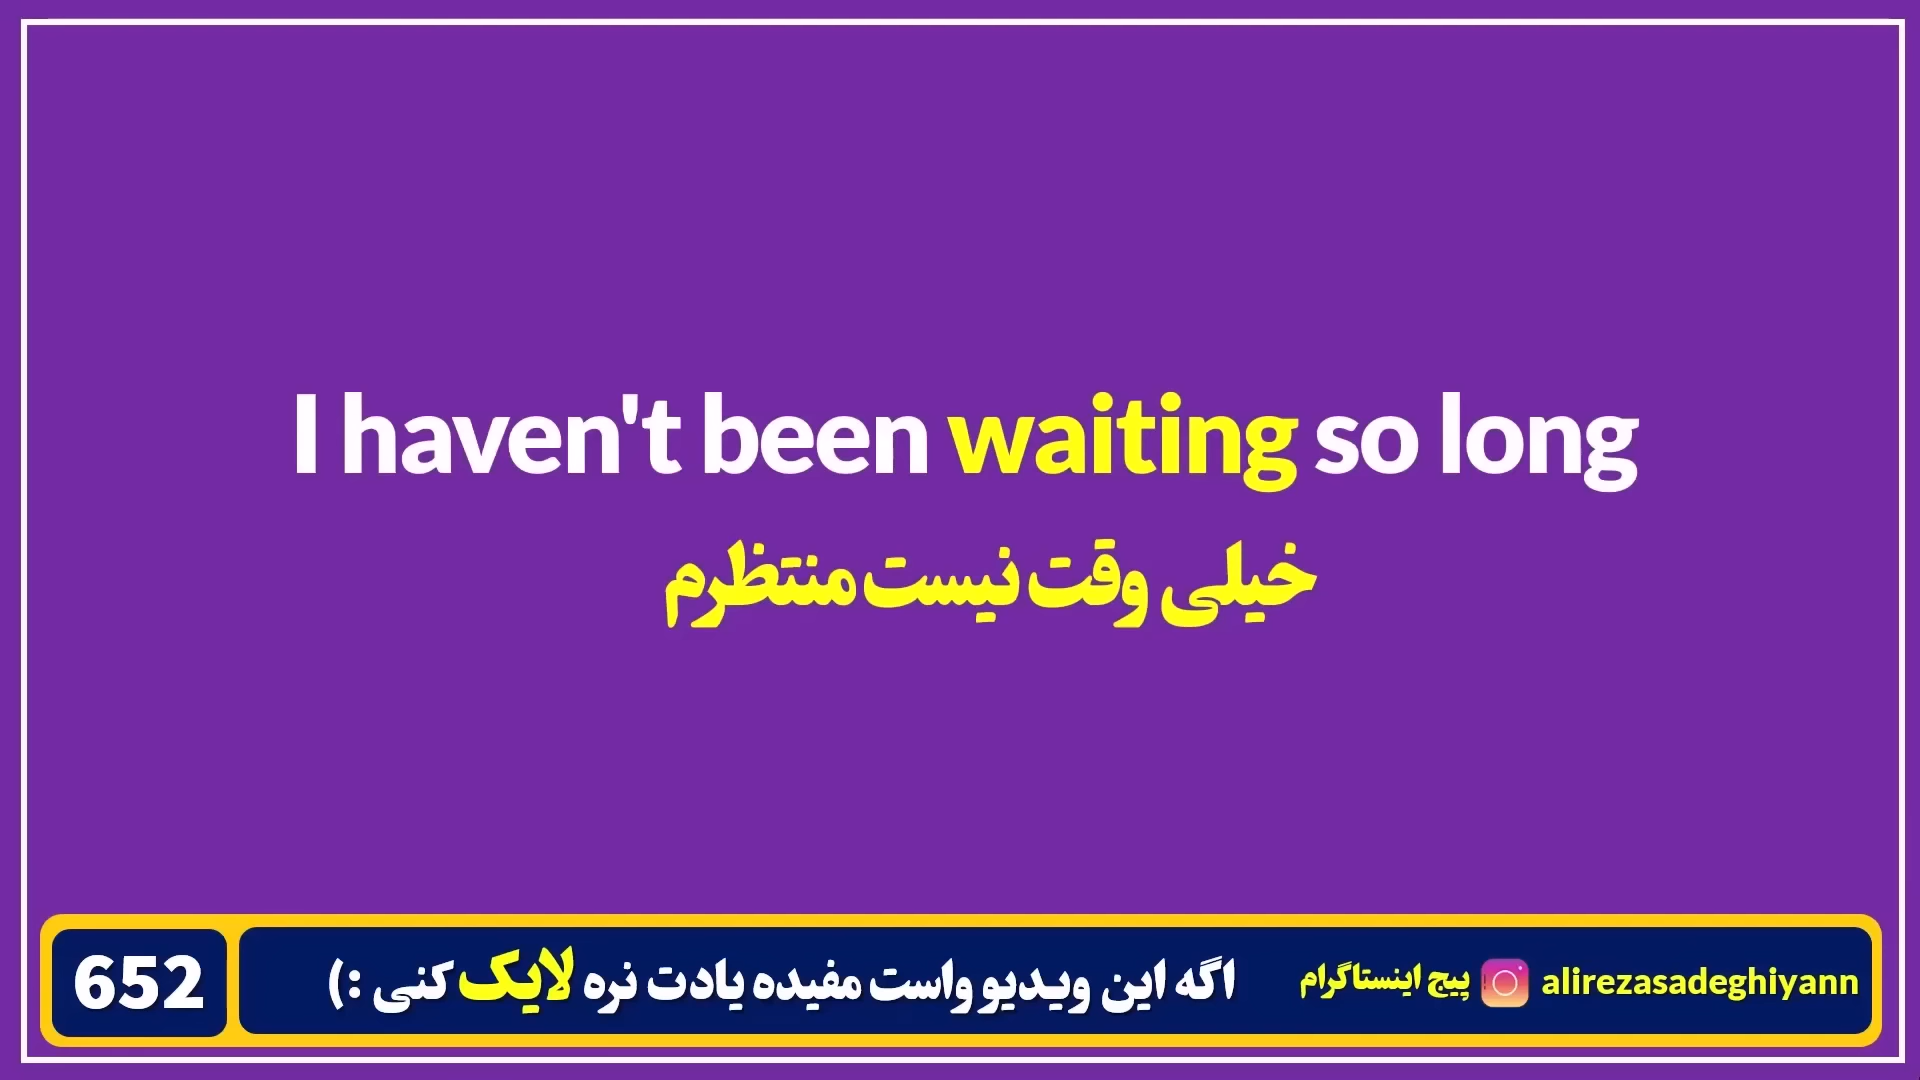 I haven't been waiting so long
خیلی وقت نیست منتظرم
652
اگه این ویدیو واست مفیده یادت نره لایک کنی :)
پیج اینستاگرام
alirezasadeghiyann